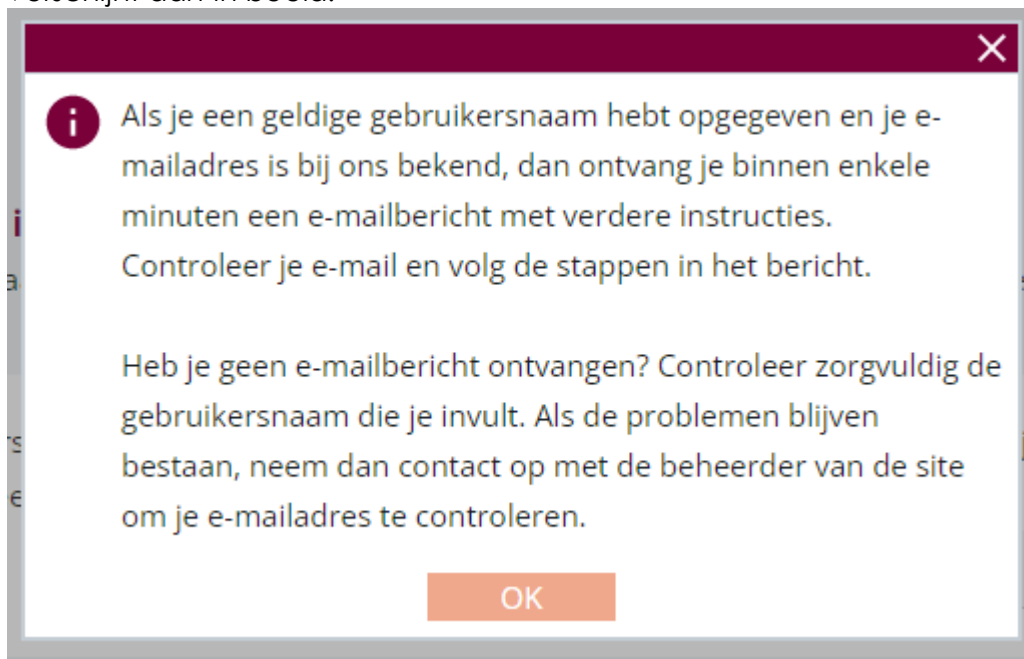 Als je een geldige gebruikersnaam hebt opgegeven en je e-
mailadres is bij ons bekend, dan ontvang je binnen enkele
minuten een e-mailbericht met verdere instructies.
Controleer je e-mail en volg de stappen in het bericht.
Heb je geen e-mailbericht ontvangen? Controleer zorgvuldig de
gebruikersnaam die je invult. Als de problemen blijven
bestaan, neem dan contact op met de beheerder van de site
om je e-mailadres te controleren.
OK